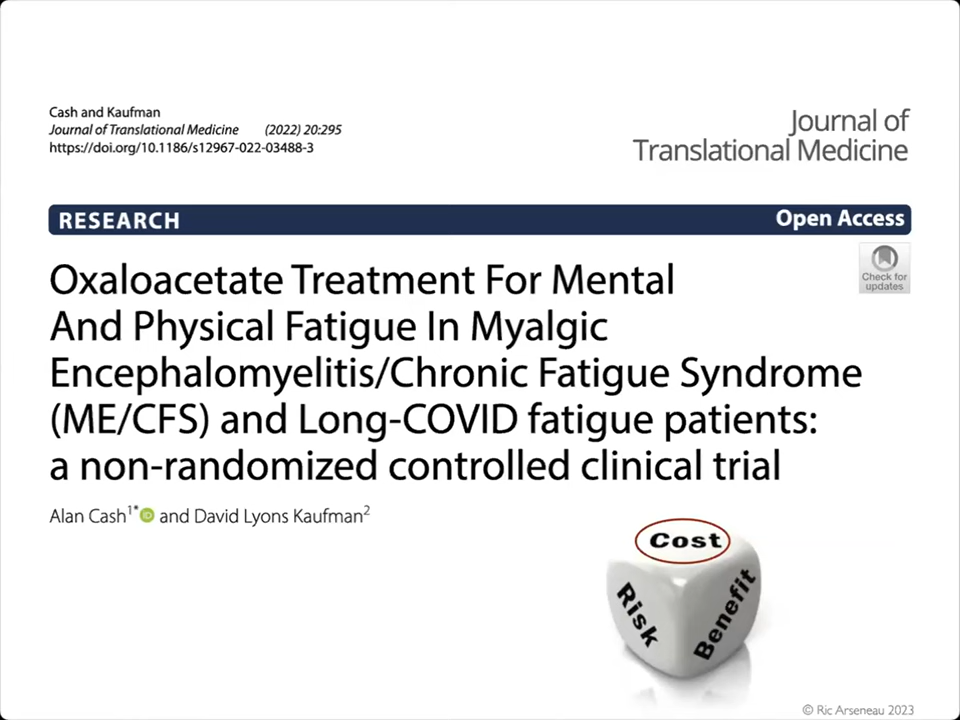 Cash and Kaufman
Journal of Translational Medicine (2022) 20:295
https://doi.org/10.1186/s12967-022-03488-3
Journal of
Translational Medicine
RESEARCH
Open Access
Check for
updates
Oxaloacetate Treatment For Mental
And Physical Fatigue In Myalgic
Encephalomyelitis/Chronic Fatigue Syndrome
(ME/CFS) and Long-COVID fatigue patients:
a non-randomized controlled clinical trial
Alan Cash1* and David Lyons Kaufman2
Cost
Risk
Benefit
© Ric Arseneau 2023